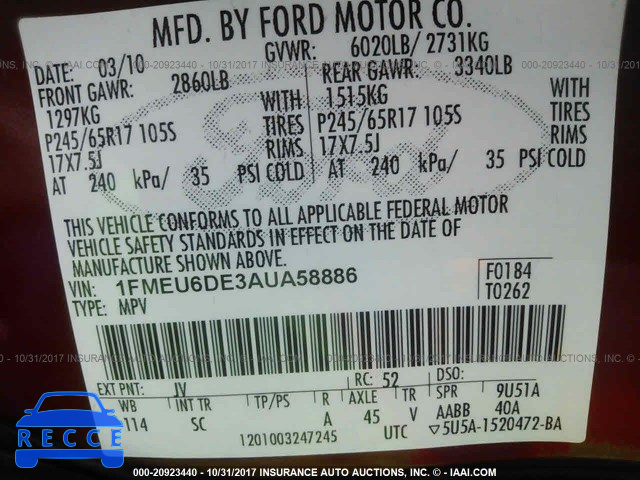 MFD. BY FORD MOTOR CO.
DATE: 03/10 GVWR: 6020LB/ 2731KG
FRONT GAWR: 2860LB REAR GAWR: 3340LB
1297KG WITH 1515KG WITH
P245/65R17 105S TIRES P245/65R17 105S TIRES
17X7.5J RIMS 17X7.5J RIMS
AT 240 kPa/ 35 PSI COLD AT 240 kPa/ 35 PSI COLD
THIS VEHICLE CONFORMS TO ALL APPLICABLE FEDERAL MOTOR
VEHICLE SAFETY STANDARDS IN EFFECT ON THE DATE OF
MANUFACTURE SHOWN ABOVE.
VIN: 1FMEU6DE3AUA58886 F0184
TYPE: MPV T0262
EXT PNT: JV RC: 52 DSO:
WB INT TR TP/PS R AXLE TR SPR 9U51A
114 SC A 45 V AABB 40A
1201003247245 UTC ▽5U5A-1520472-BA
Ford
RECCE
000-20923440 - 10/31/2017 INSURANCE AUTO AUCTIONS CORP. © - IAAI.COM